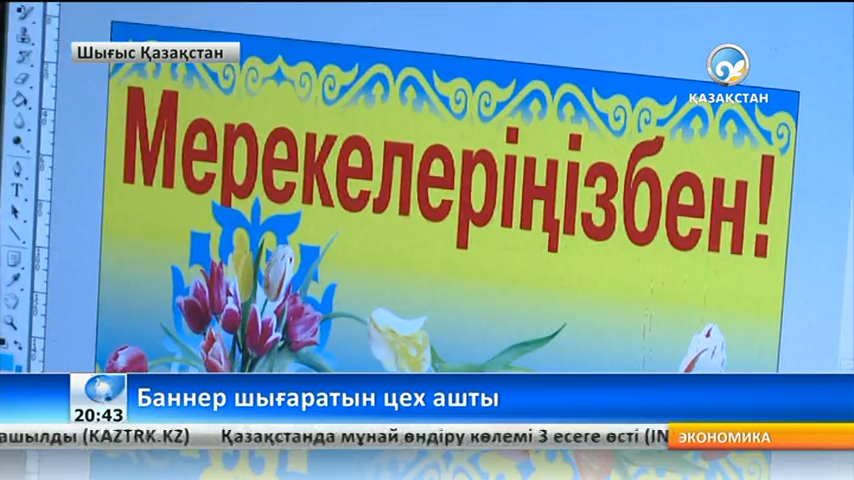 Шығыс Қазақстан
ҚАЗАҚСТАН
Мерекелеріңізбен!
Баннер шығаратын цех ашты
20:43
ашылды (KAZTRK.KZ) Қазақстанда мұнай өндіру көлемі 3 есеге өсті (IN
ЭКОНОМИКА